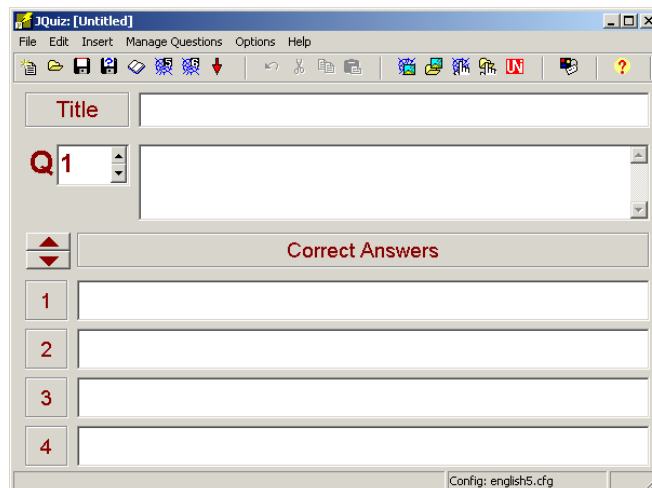 JQuiz: [Untitled]
File Edit Insert Manage Questions Options Help
Title
Q 1
Correct Answers
1
2
3
4
Config: english5.cfg